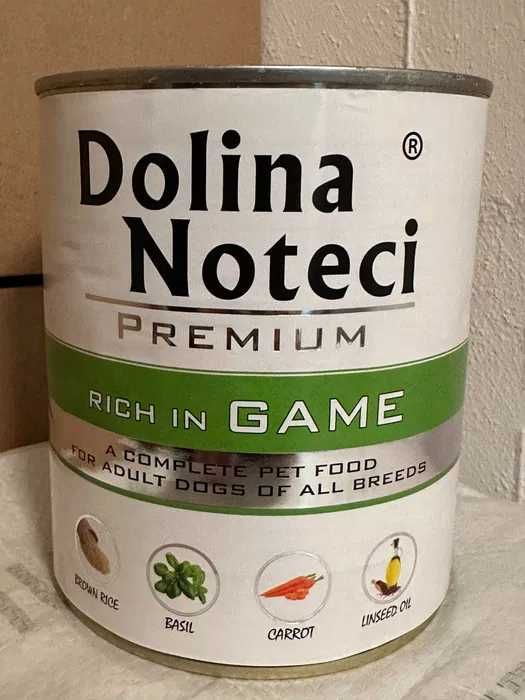 Dolina ®
Noteci
PREMIUM
RICH IN GAME
A COMPLETE PET FOOD
FOR ADULT DOGS OF ALL BREEDS
BROWN RICE
BASIL
CARROT
LINSEED OIL